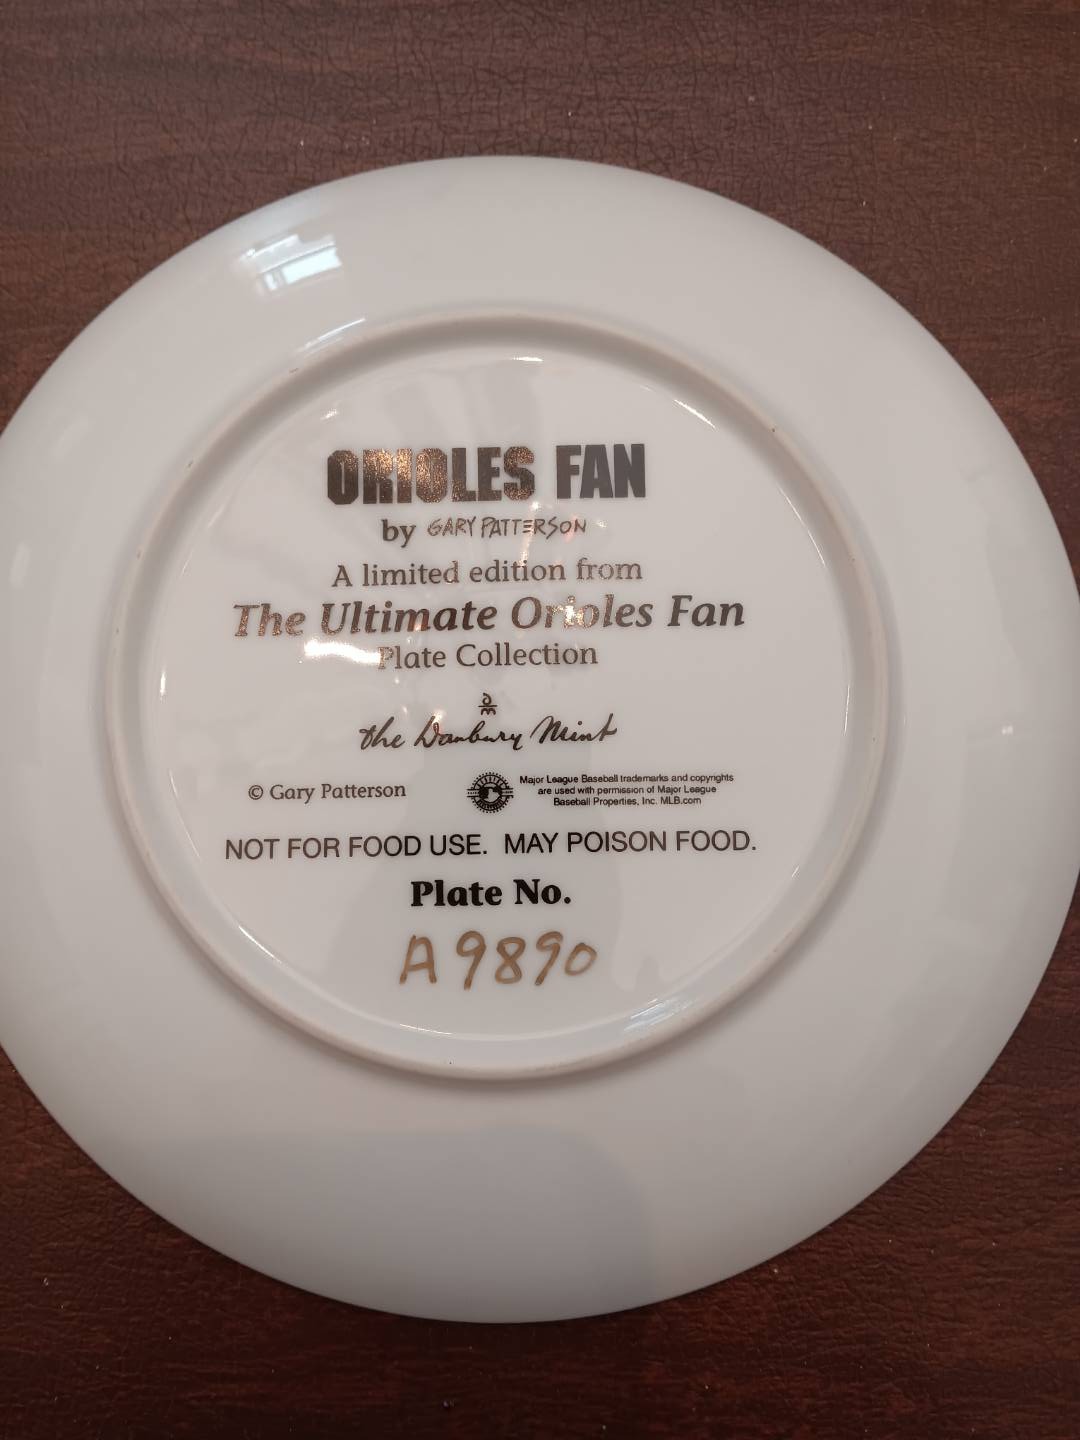 ORIOLES FAN
by GARY PATTERSON
A limited edition from
The Ultimate Orioles Fan
Plate Collection
dm
the Danbury Mint
© Gary Patterson
Major League Baseball trademarks and copyrights
are used with permission of Major League
Baseball Properties, Inc. MLB.com
NOT FOR FOOD USE. MAY POISON FOOD.
Plate No.
A9890